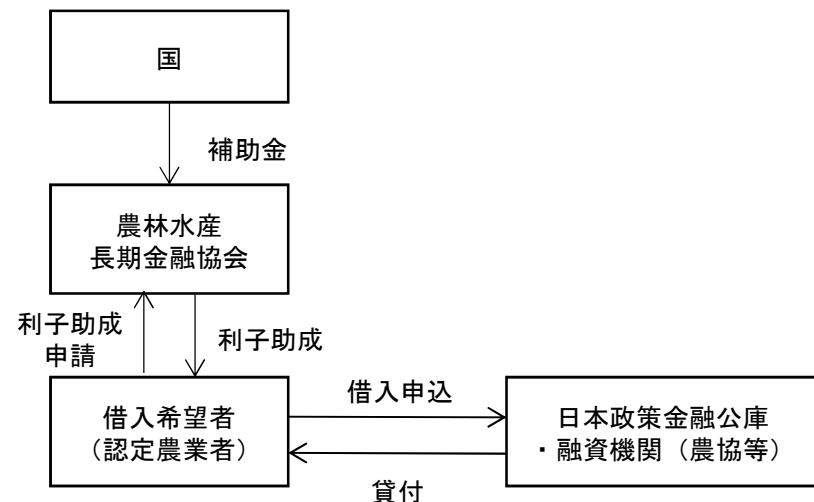 国
補助金
農林水産
長期金融協会
利子助成
申請
利子助成
借入申込
借入希望者
（認定農業者）
日本政策金融公庫
・融資機関（農協等）
貸付